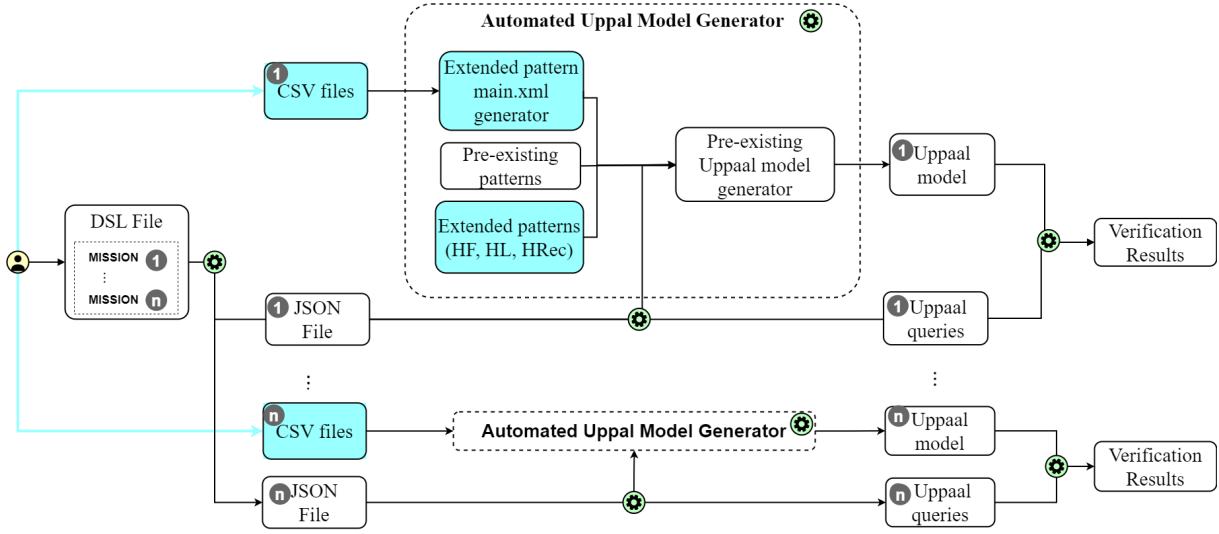 Automated Uppal Model Generator
1
CSV files
Extended pattern
main.xml
generator
Pre-existing
patterns
Extended patterns
(HF, HL, HRec)
Pre-existing
Uppaal model
generator
1
Uppaal
model
DSL File
MISSION 1
⋮
MISSION n
Verification
Results
1
JSON
File
1
Uppaal
queries
⋮
⋮
n
CSV files
Automated Uppal Model Generator
n
Uppaal
model
Verification
Results
n
JSON
File
n
Uppaal
queries